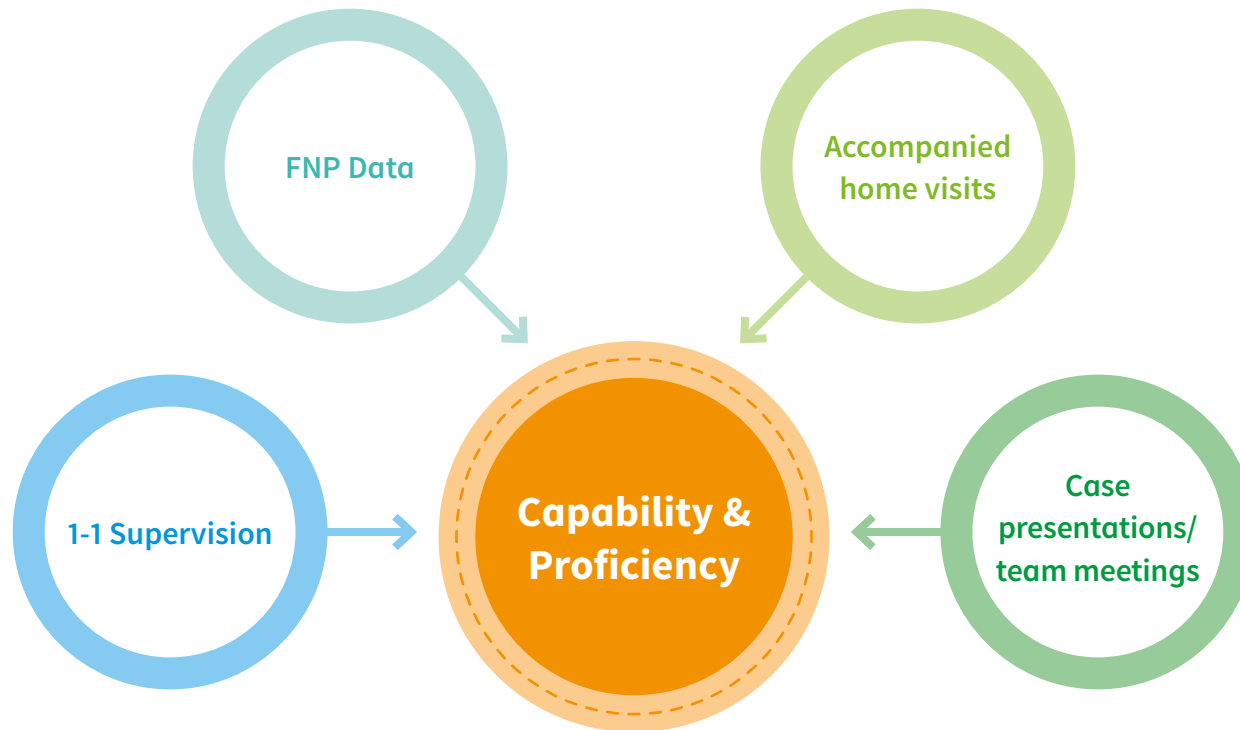 FNP Data
Accompanied
home visits
1-1 Supervision
Capability &
Proficiency
Case
presentations/
team meetings